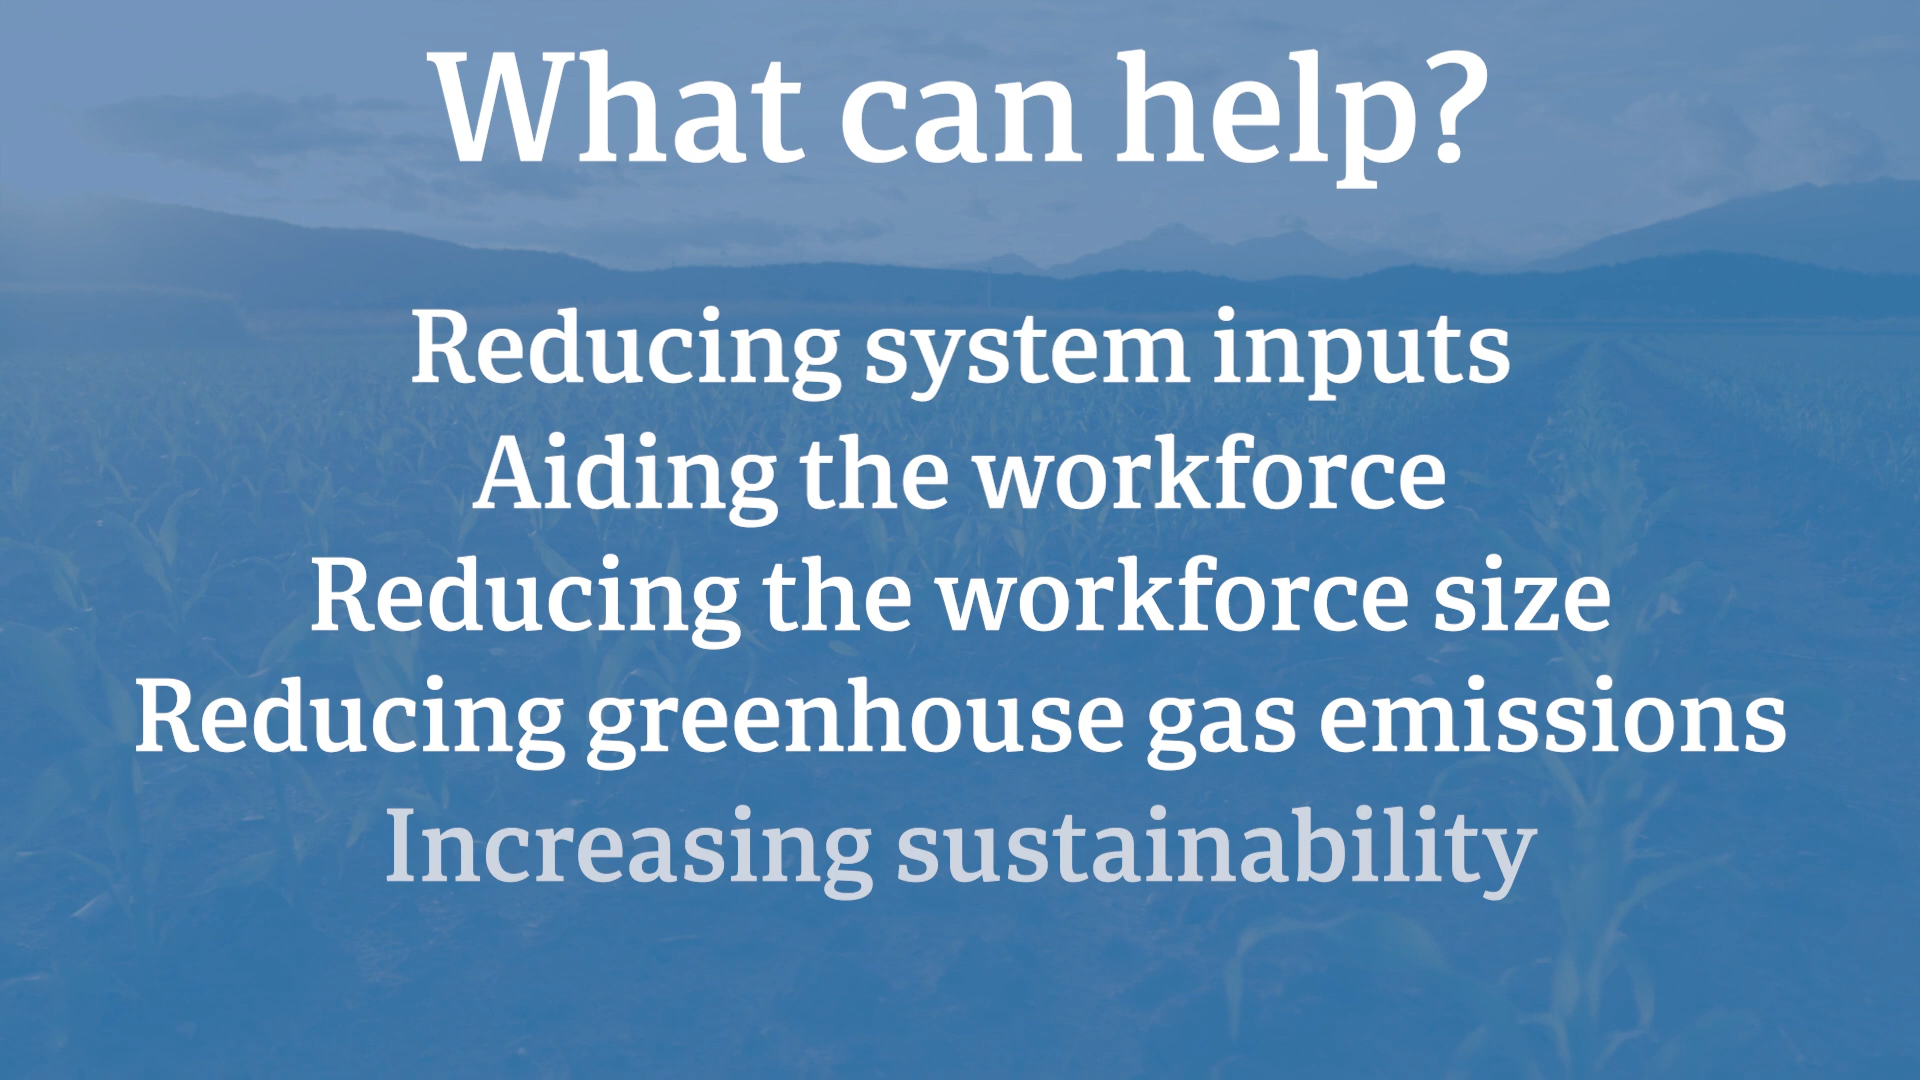 What can help?
Reducing system inputs
Aiding the workforce
Reducing the workforce size
Reducing greenhouse gas emissions
Increasing sustainability